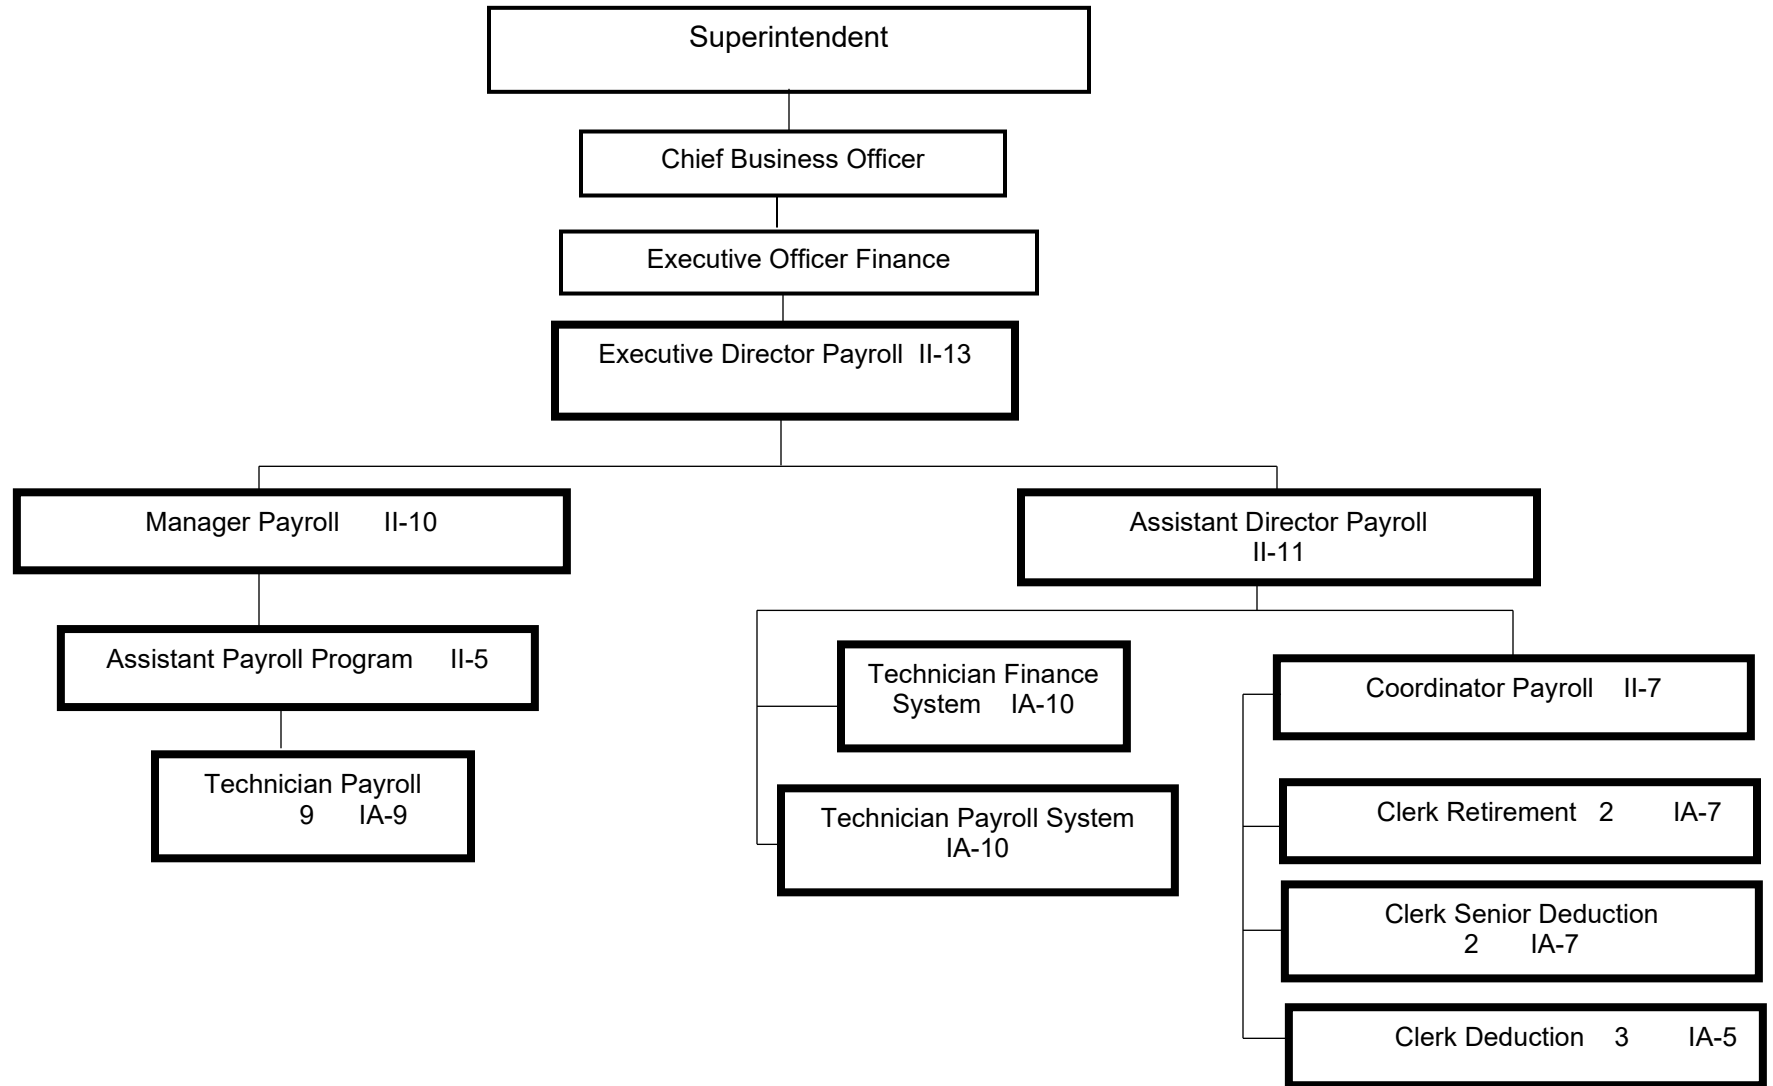 Superintendent
Chief Business Officer
Executive Officer Finance
Executive Director Payroll II-13
Manager Payroll II-10
Assistant Director Payroll
II-11
Assistant Payroll Program II-5
Technician Payroll
9 IA-9
Technician Finance
System IA-10
Technician Payroll System
IA-10
Coordinator Payroll II-7
Clerk Retirement 2 IA-7
Clerk Senior Deduction
2 IA-7
Clerk Deduction 3 IA-5